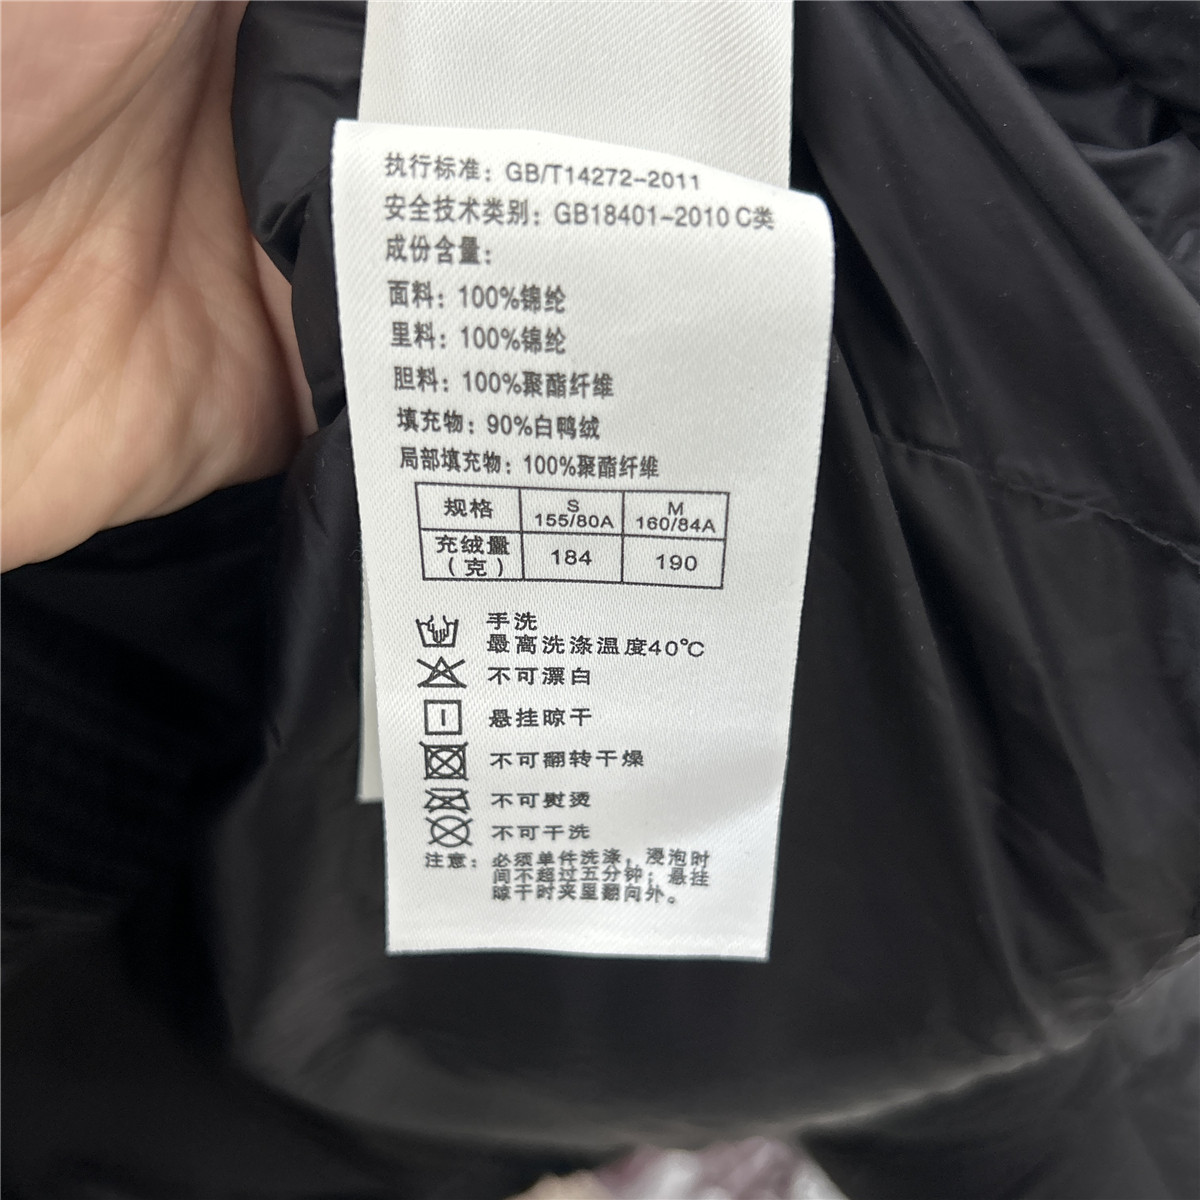 执行标准：GB/T14272-2011
安全技术类别：GB18401-2010 C类
成份含量：
面料：100%锦纶
里料：100%锦纶
胆料：100%聚酯纤维
填充物：90%白鸭绒
局部填充物：100%聚酯纤维
规格 S 155/80A M 160/84A
充绒量（克） 184 190
手洗
最高洗涤温度40℃
不可漂白
悬挂晾干
不可翻转干燥
不可熨烫
不可干洗
注意：必须单件洗涤，浸泡时
间不超过五分钟；悬挂
晾干时夹里翻向外。